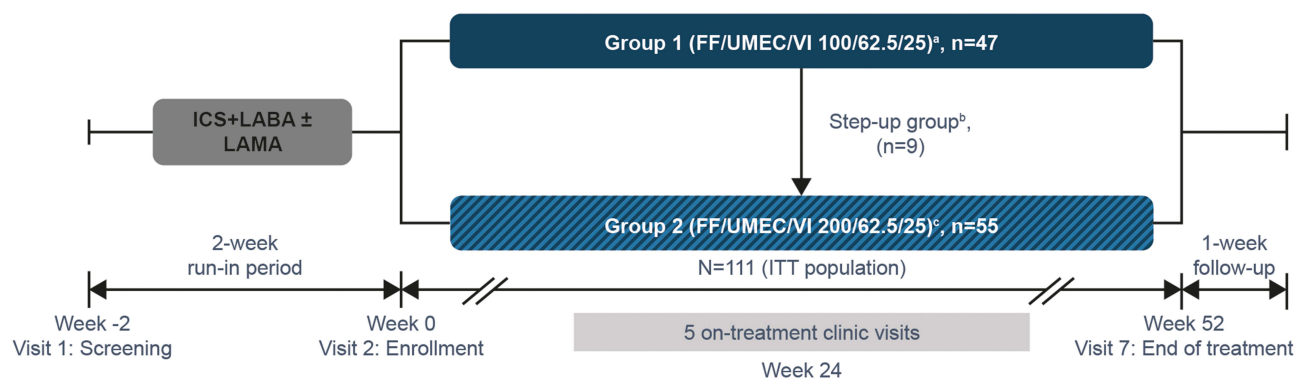 Group 1 (FF/UMEC/VI 100/62.5/25)ᵃ, n=47
ICS+LABA ±
LAMA
Step-up groupᵇ,
(n=9)
Group 2 (FF/UMEC/VI 200/62.5/25)ᶜ, n=55
2-week
run-in period
N=111 (ITT population)
1-week
follow-up
Week -2
Visit 1: Screening
Week 0
Visit 2: Enrollment
5 on-treatment clinic visits
Week 24
Week 52
Visit 7: End of treatment